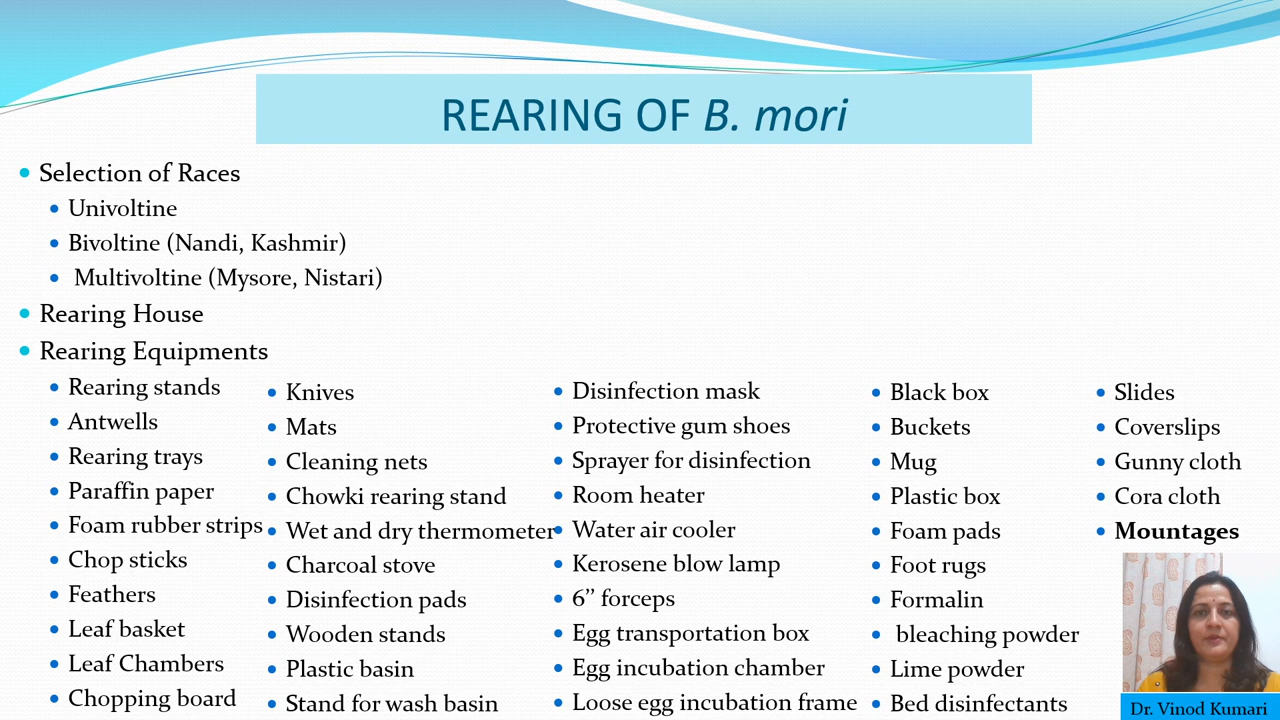 REARING OF B. mori
Selection of Races
Univoltine
Bivoltine (Nandi, Kashmir)
Multivoltine (Mysore, Nistari)
Rearing House
Rearing Equipments
Rearing stands
Antwells
Rearing trays
Paraffin paper
Foam rubber strips
Chop sticks
Feathers
Leaf basket
Leaf Chambers
Chopping board
Knives
Mats
Cleaning nets
Chowki rearing stand
Wet and dry thermometer
Charcoal stove
Disinfection pads
Wooden stands
Plastic basin
Stand for wash basin
Disinfection mask
Protective gum shoes
Sprayer for disinfection
Room heater
Water air cooler
Kerosene blow lamp
6” forceps
Egg transportation box
Egg incubation chamber
Loose egg incubation frame
Black box
Buckets
Mug
Plastic box
Foam pads
Foot rugs
Formalin
bleaching powder
Lime powder
Bed disinfectants
Slides
Coverslips
Gunny cloth
Cora cloth
Mountages
Dr. Vinod Kumari